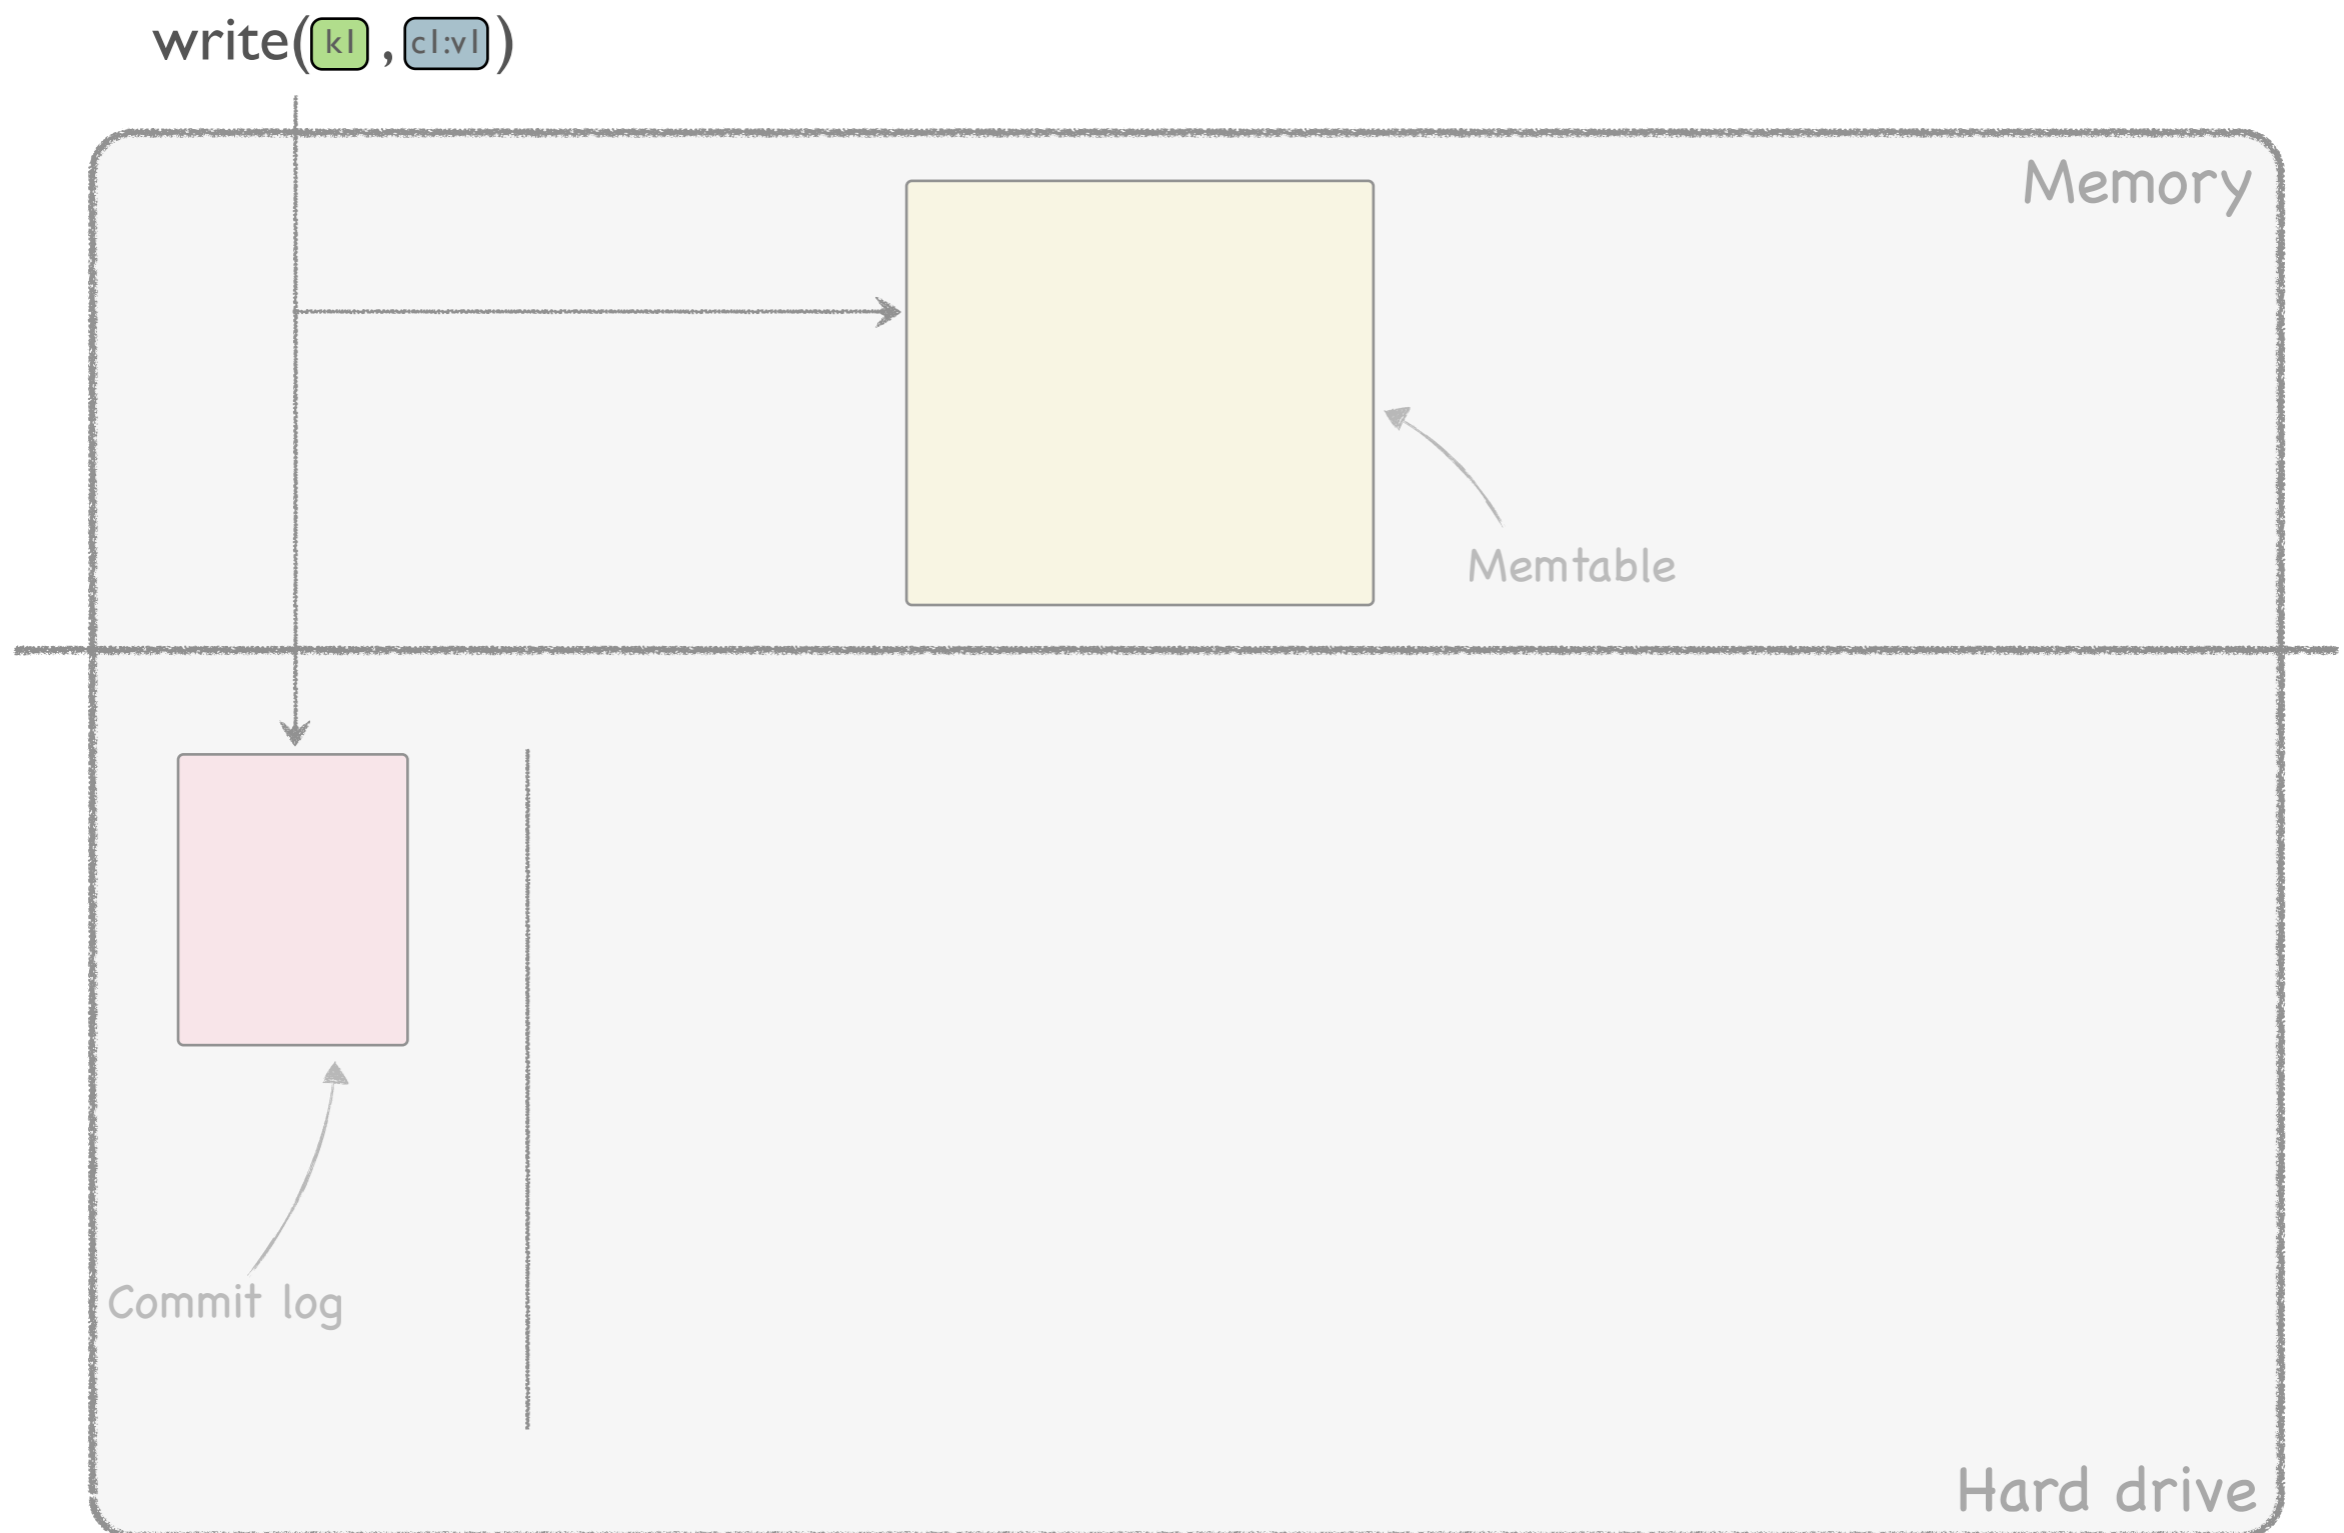 write(k1 ,c1:v1)
Memory
Memtable
Commit log
Hard drive